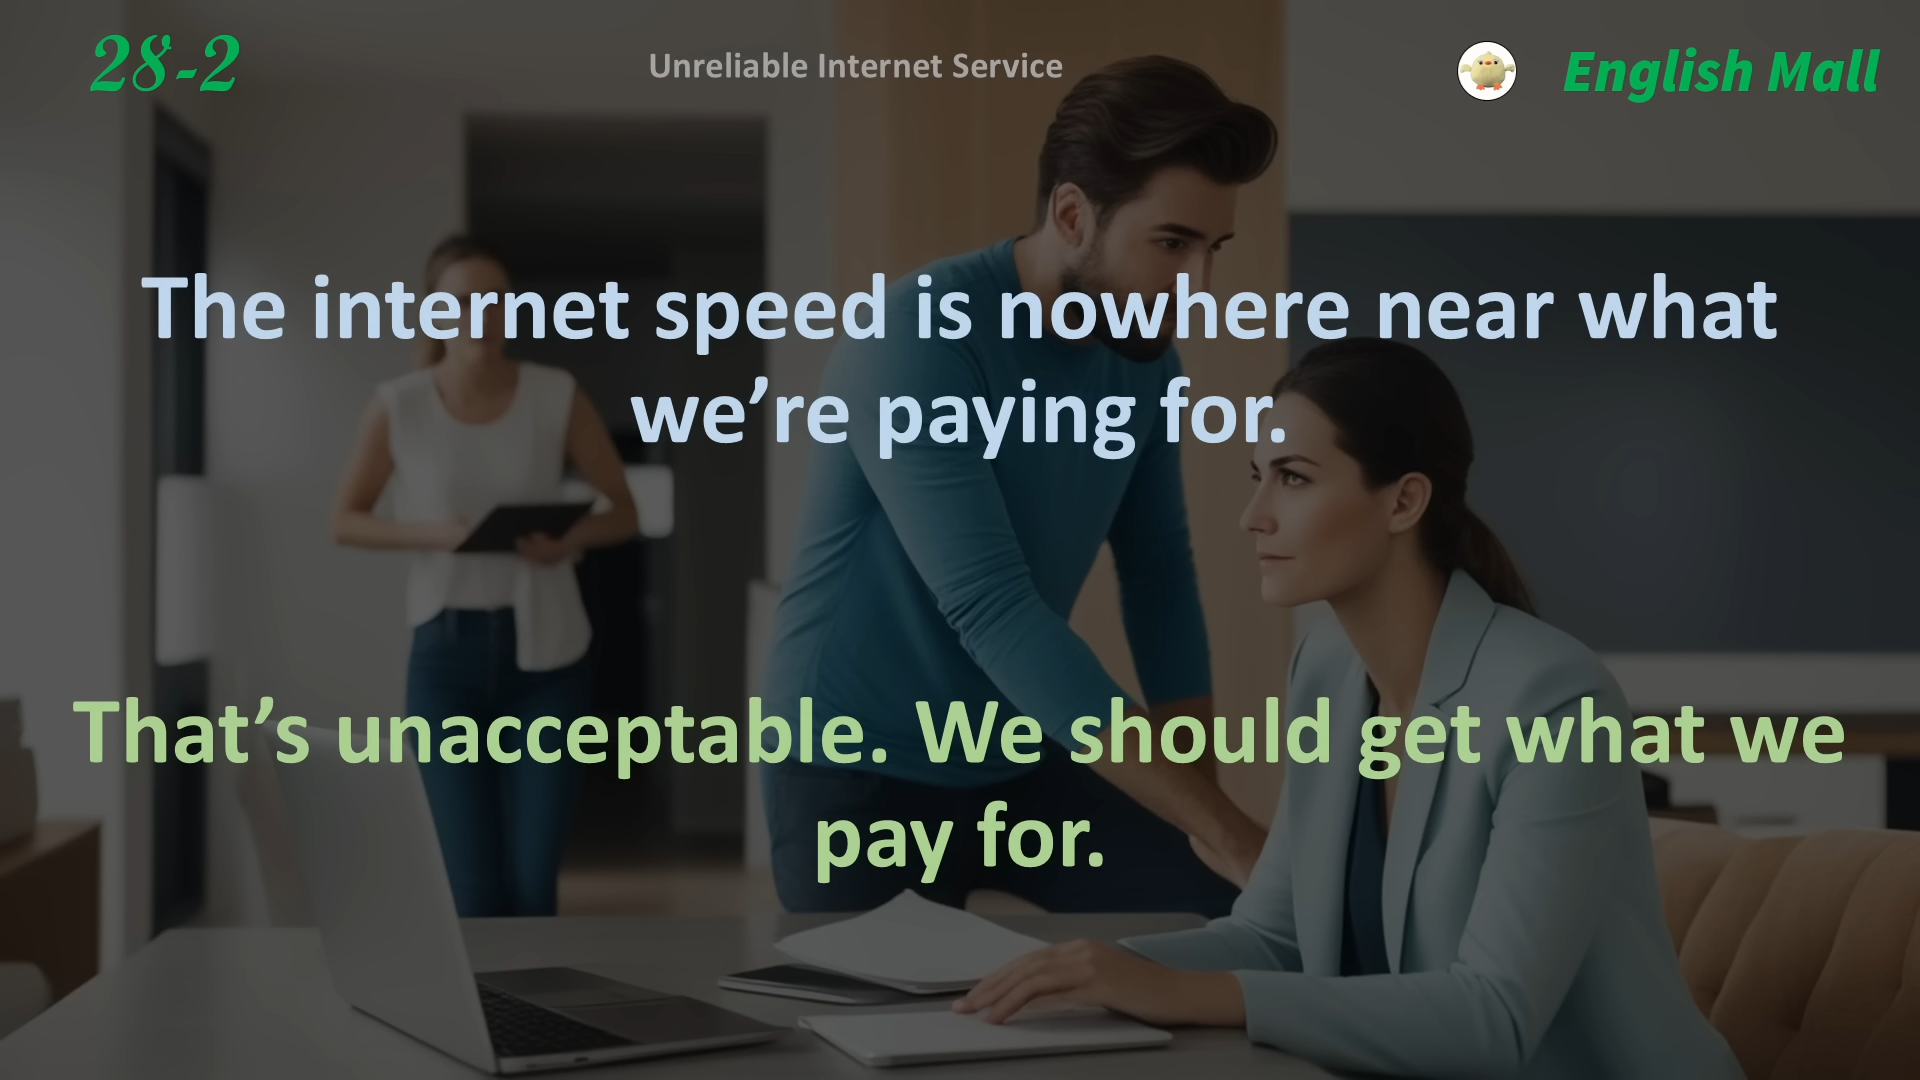 28-2
Unreliable Internet Service
English Mall
The internet speed is nowhere near what
we’re paying for.
That’s unacceptable. We should get what we
pay for.